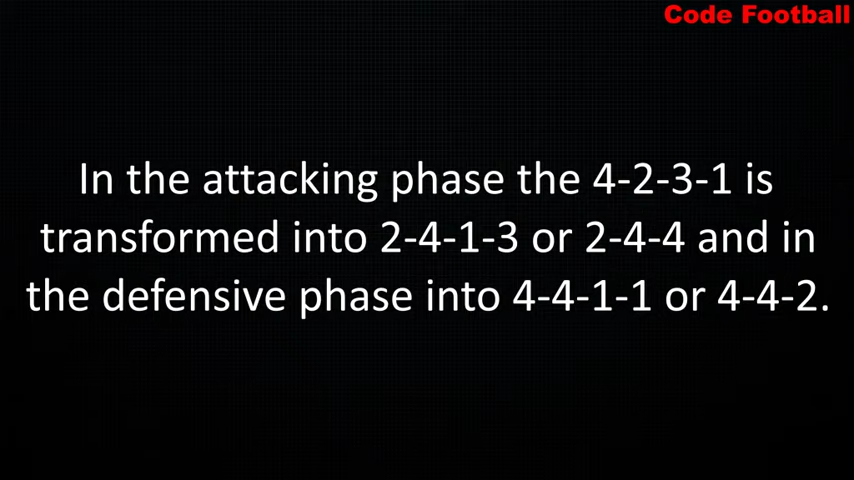 Code Football
In the attacking phase the 4-2-3-1 is
transformed into 2-4-1-3 or 2-4-4 and in
the defensive phase into 4-4-1-1 or 4-4-2.